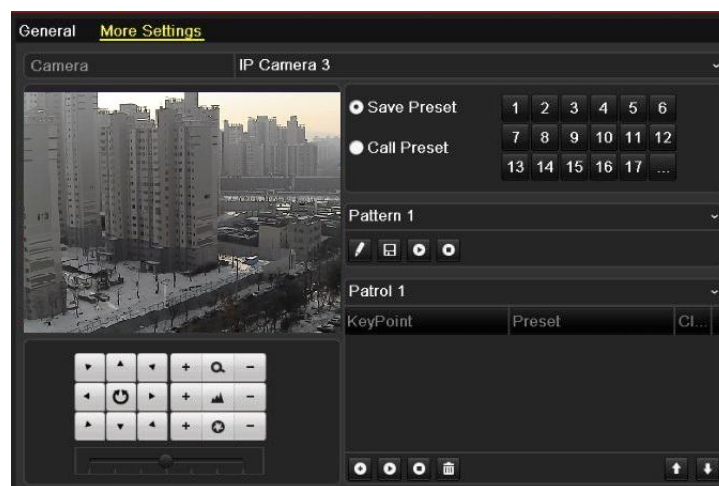 General More Settings
Camera IP Camera 3
Save Preset
Call Preset
1 2 3 4 5 6
7 8 9 10 11 12
13 14 15 16 17 ...
Pattern 1
Patrol 1
KeyPoint Preset Cl...